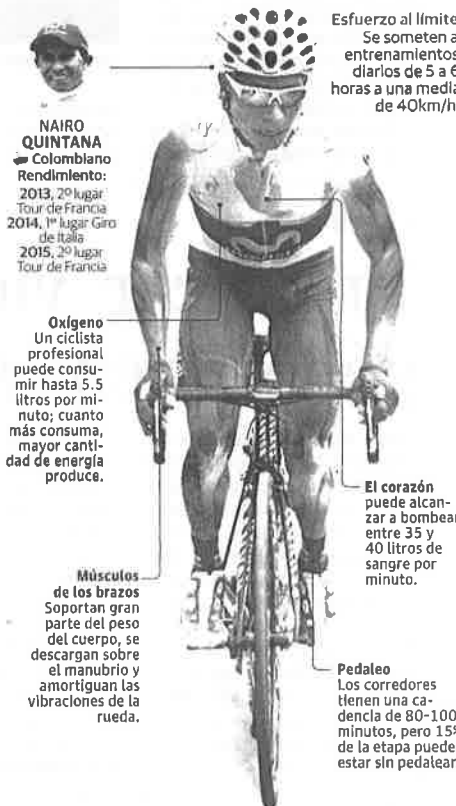 Esfuerzo al límite
Se someten a
entrenamientos
diarios de 5 a 6
horas a una media
de 40km/h
NAIRO
QUINTANA
Colombiano
Rendimiento:
2013, 2º lugar
Tour de Francia
2014, 1er lugar Giro
de Italia
2015, 2º lugar
Tour de Francia
Oxígeno
Un ciclista
profesional
puede consu-
mir hasta 5.5
litros por mi-
nuto; cuanto
más consuma,
mayor canti-
dad de energía
produce.
El corazón
puede alcan-
zar a bombear
entre 35 y
40 litros de
sangre por
minuto.
Músculos
de los brazos
Soportan gran
parte del peso
del cuerpo, se
descargan sobre
el manubrio y
amortiguan las
vibraciones de la
rueda.
Pedaleo
Los corredores
tienen una ca-
dencia de 80-100
minutos, pero 15%
de la etapa puede
estar sin pedalear